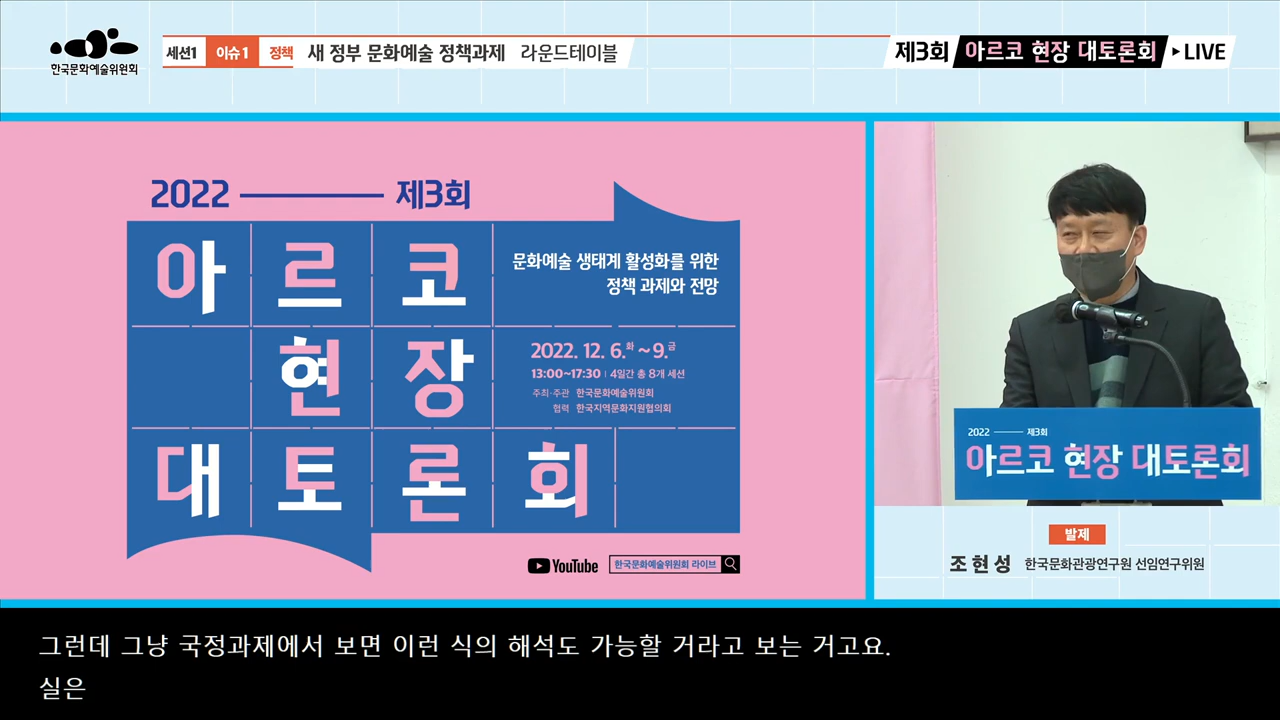 한국문화예술위원회
세션1 이슈1 정책 새 정부 문화예술 정책과제 라운드테이블
제3회 아르코 현장 대토론회 LIVE
2022 제3회
아르코
현장
대토론회
문화예술 생태계 활성화를 위한
정책 과제와 전망
2022. 12. 6.화 ~ 9.금
13:00~17:30 | 4일간 총 8개 세션
주최·주관 한국문화예술위원회
협력 한국지역문화지원협의회
YouTube 한국문화예술위원회 라이브
2022 제3회
아르코 현장 대토론회
발제
조현성 한국문화관광연구원 선임연구위원
그런데 그냥 국정과제에서 보면 이런 식의 해석도 가능할 거라고 보는 거고요.
실은